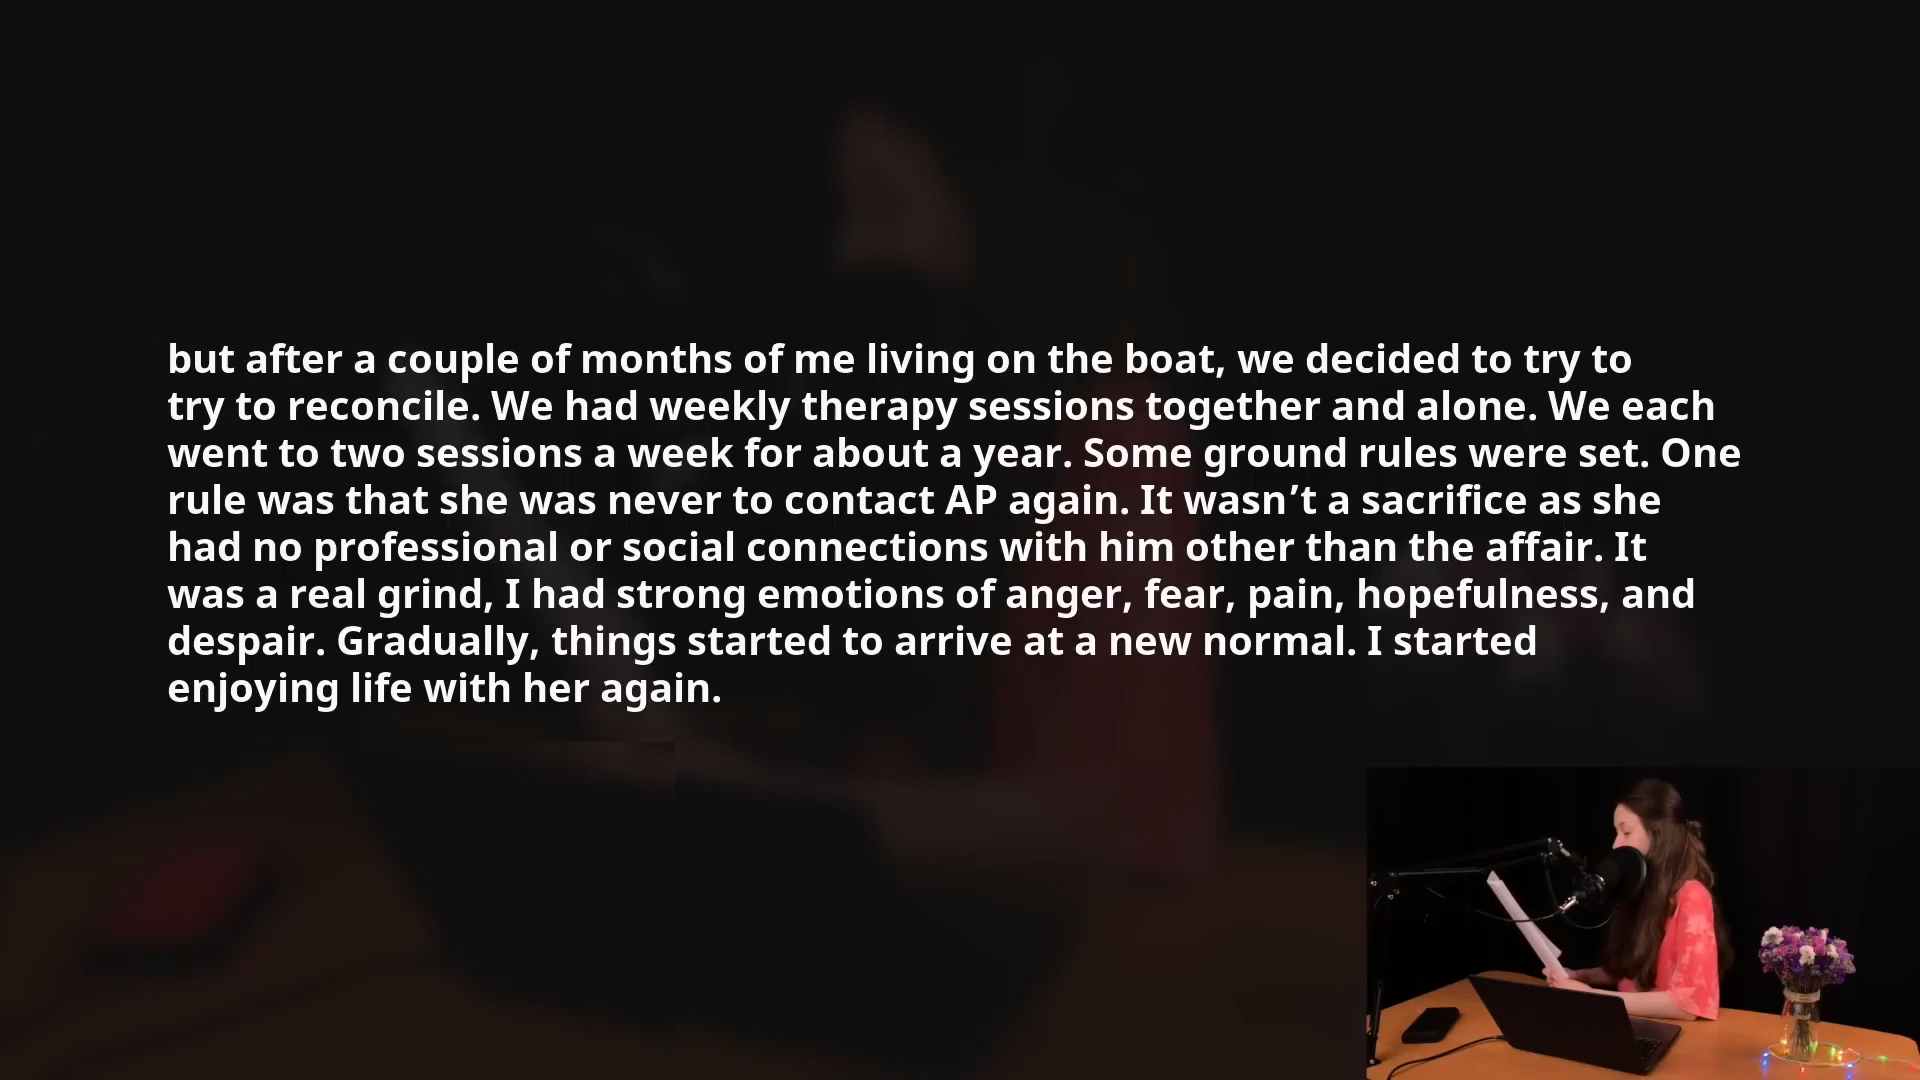 but after a couple of months of me living on the boat, we decided to try to
try to reconcile. We had weekly therapy sessions together and alone. We each
went to two sessions a week for about a year. Some ground rules were set. One
rule was that she was never to contact AP again. It wasn’t a sacrifice as she
had no professional or social connections with him other than the affair. It
was a real grind, I had strong emotions of anger, fear, pain, hopefulness, and
despair. Gradually, things started to arrive at a new normal. I started
enjoying life with her again.